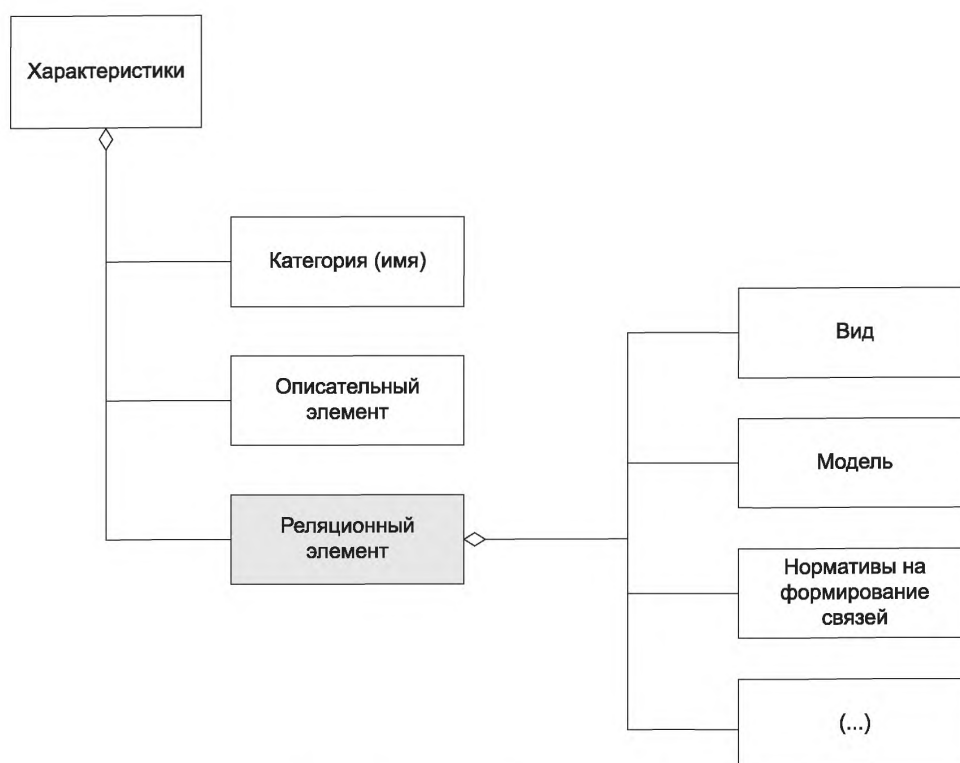 Характеристики
Категория (имя)
Описательный
элемент
Реляционный
элемент
Вид
Модель
Нормативы на
формирование
связей
(...)